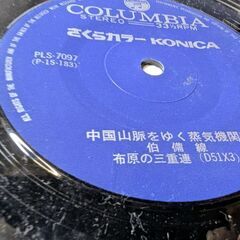 COLUMBIA
33⅓RPM
さくらカラー KONICA
PLS-7097
(P-1S-183)
中国山脈をゆく蒸気機関
伯備線
布原の三重連 (D51X3)